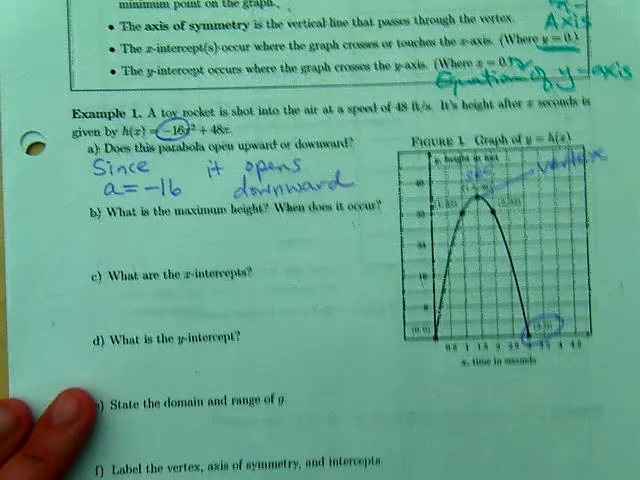 minimum point on the graph.
• The axis of symmetry is the vertical line that passes through the vertex.
Axis
• The x-intercept(s) occur where the graph crosses or touches the x-axis. (Where y = 0.)
• The y-intercept occurs where the graph crosses the y-axis. (Where x = 0.)
Equation of y-axis
Example 1. A toy rocket is shot into the air at a speed of 48 ft/s. It's height after x seconds is
given by h(x) = −16x² + 48x.
a) Does this parabola open upward or downward?
Since it opens
a = −16 downward
b) What is the maximum height? When does it occur?
c) What are the x-intercepts?
d) What is the y-intercept?
) State the domain and range of g.
f) Label the vertex, axis of symmetry, and intercepts.
FIGURE 1. Graph of y = h(x)
vertex
(0,0)
(3,0)
x, time in seconds